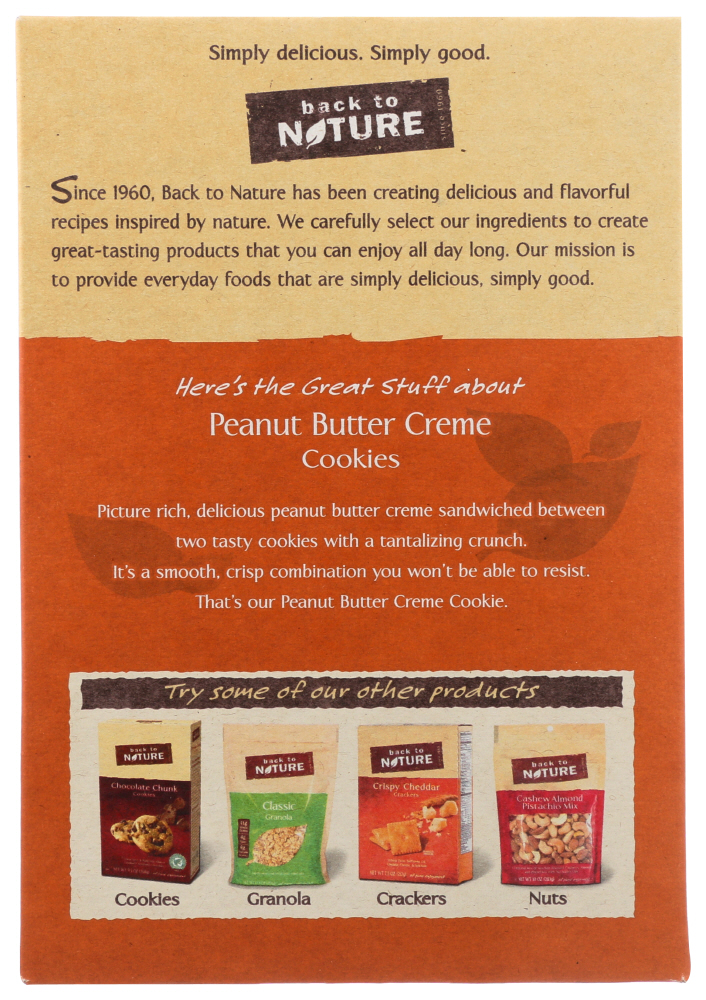 Simply delicious. Simply good.
back to
NATURE
since 1960
Since 1960, Back to Nature has been creating delicious and flavorful
recipes inspired by nature. We carefully select our ingredients to create
great-tasting products that you can enjoy all day long. Our mission is
to provide everyday foods that are simply delicious, simply good.
Here's the Great Stuff about
Peanut Butter Creme
Cookies
Picture rich, delicious peanut butter creme sandwiched between
two tasty cookies with a tantalizing crunch.
It's a smooth, crisp combination you won't be able to resist.
That's our Peanut Butter Creme Cookie.
Try some of our other products
back to
NATURE
Chocolate Chunk
Cookies
back to
NATURE
Classic
Granola
back to
NATURE
Crispy Cheddar
Crackers
back to
NATURE
Cashew Almond
Pistachio Mix
Cookies
Granola
Crackers
Nuts